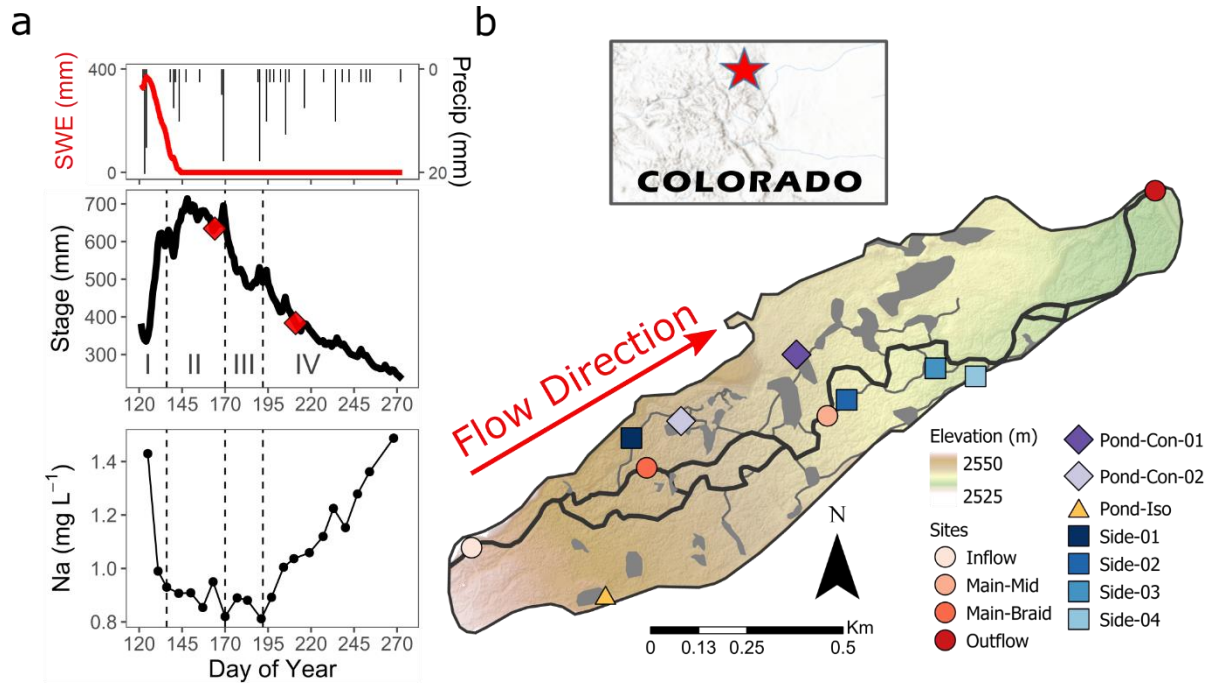 a
400
0
SWE (mm)
Precip (mm)
0
20
700
600
500
400
300
Stage (mm)
I II III IV
120 145 170 195 220 245 270
1.4
1.2
1.0
0.8
Na (mg L⁻¹)
120 145 170 195 220 245 270
Day of Year
b
COLORADO
Flow Direction
N
Km
0 0.13 0.25 0.5
Elevation (m)
2550
2525
Sites
Inflow
Main-Mid
Main-Braid
Outflow
Pond-Con-01
Pond-Con-02
Pond-Iso
Side-01
Side-02
Side-03
Side-04